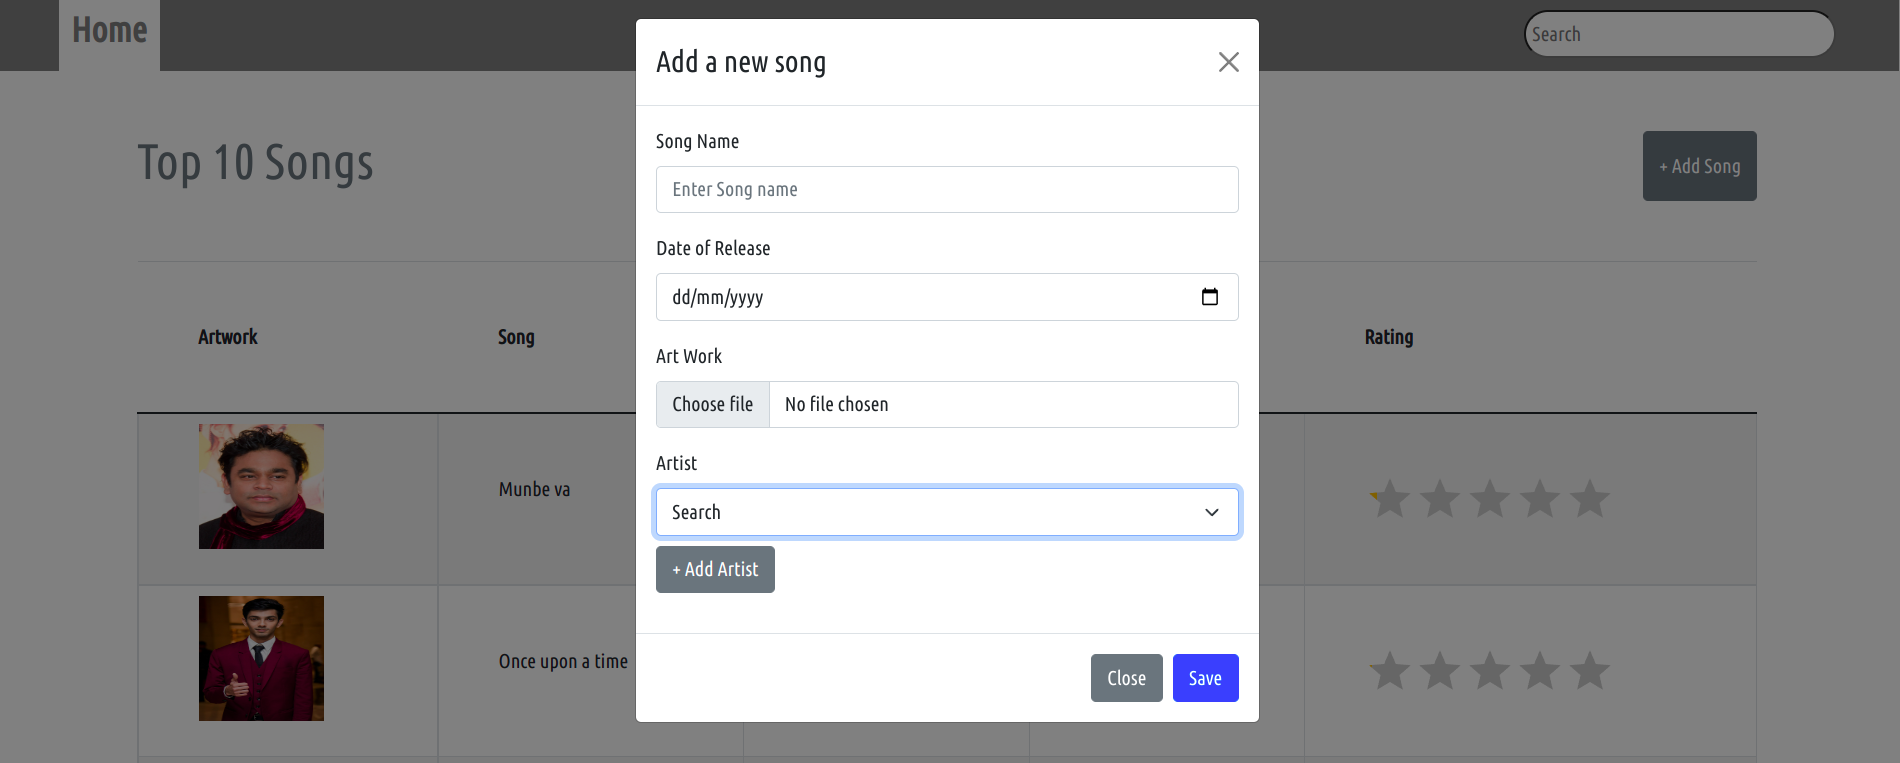 Home
Search
Add a new song
Top 10 Songs
+ Add Song
Song Name
Enter Song name
Date of Release
dd/mm/yyyy
Art Work
Choose file No file chosen
Artist
Search
+ Add Artist
Close Save
Artwork Song Rating
Munbe va
Once upon a time